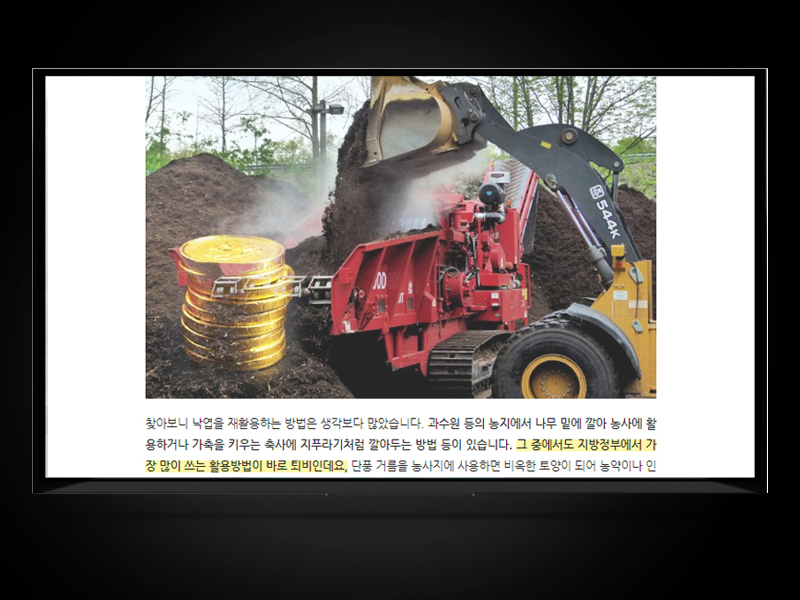 544K
찾아보니 낙엽을 재활용하는 방법은 생각보다 많았습니다. 과수원 등의 농지에서 나무 밑에 깔아 농사에 활
용하거나 가축을 키우는 축사에 지푸라기처럼 깔아두는 방법 등이 있습니다. 그 중에서도 지방정부에서 가
장 많이 쓰는 활용방법이 바로 퇴비인데요, 단풍 거름을 농사지에 사용하면 비옥한 토양이 되어 농약이나 인